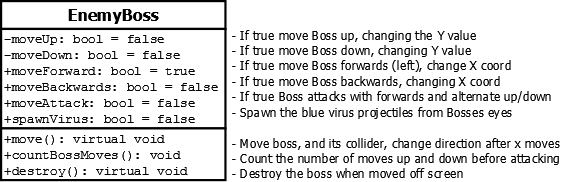 EnemyBoss
-moveUp: bool = false - If true move Boss up, changing the Y value
-moveDown: bool = false - If true move Boss down, changing Y value
+moveForward: bool = true - If true move Boss forwards (left), change X coord
+moveBackwards: bool = false - If true move Boss backwards, changing X coord
+moveAttack: bool = false - If true Boss attacks with forwards and alternate up/down
+spawnVirus: bool = false - Spawn the blue virus projectiles from Bosses eyes
+move(): virtual void - Move boss, and its collider, change direction after x moves
+countBossMoves(): void - Count the number of moves up and down before attacking
+destroy(): virtual void - Destroy the boss when moved off screen